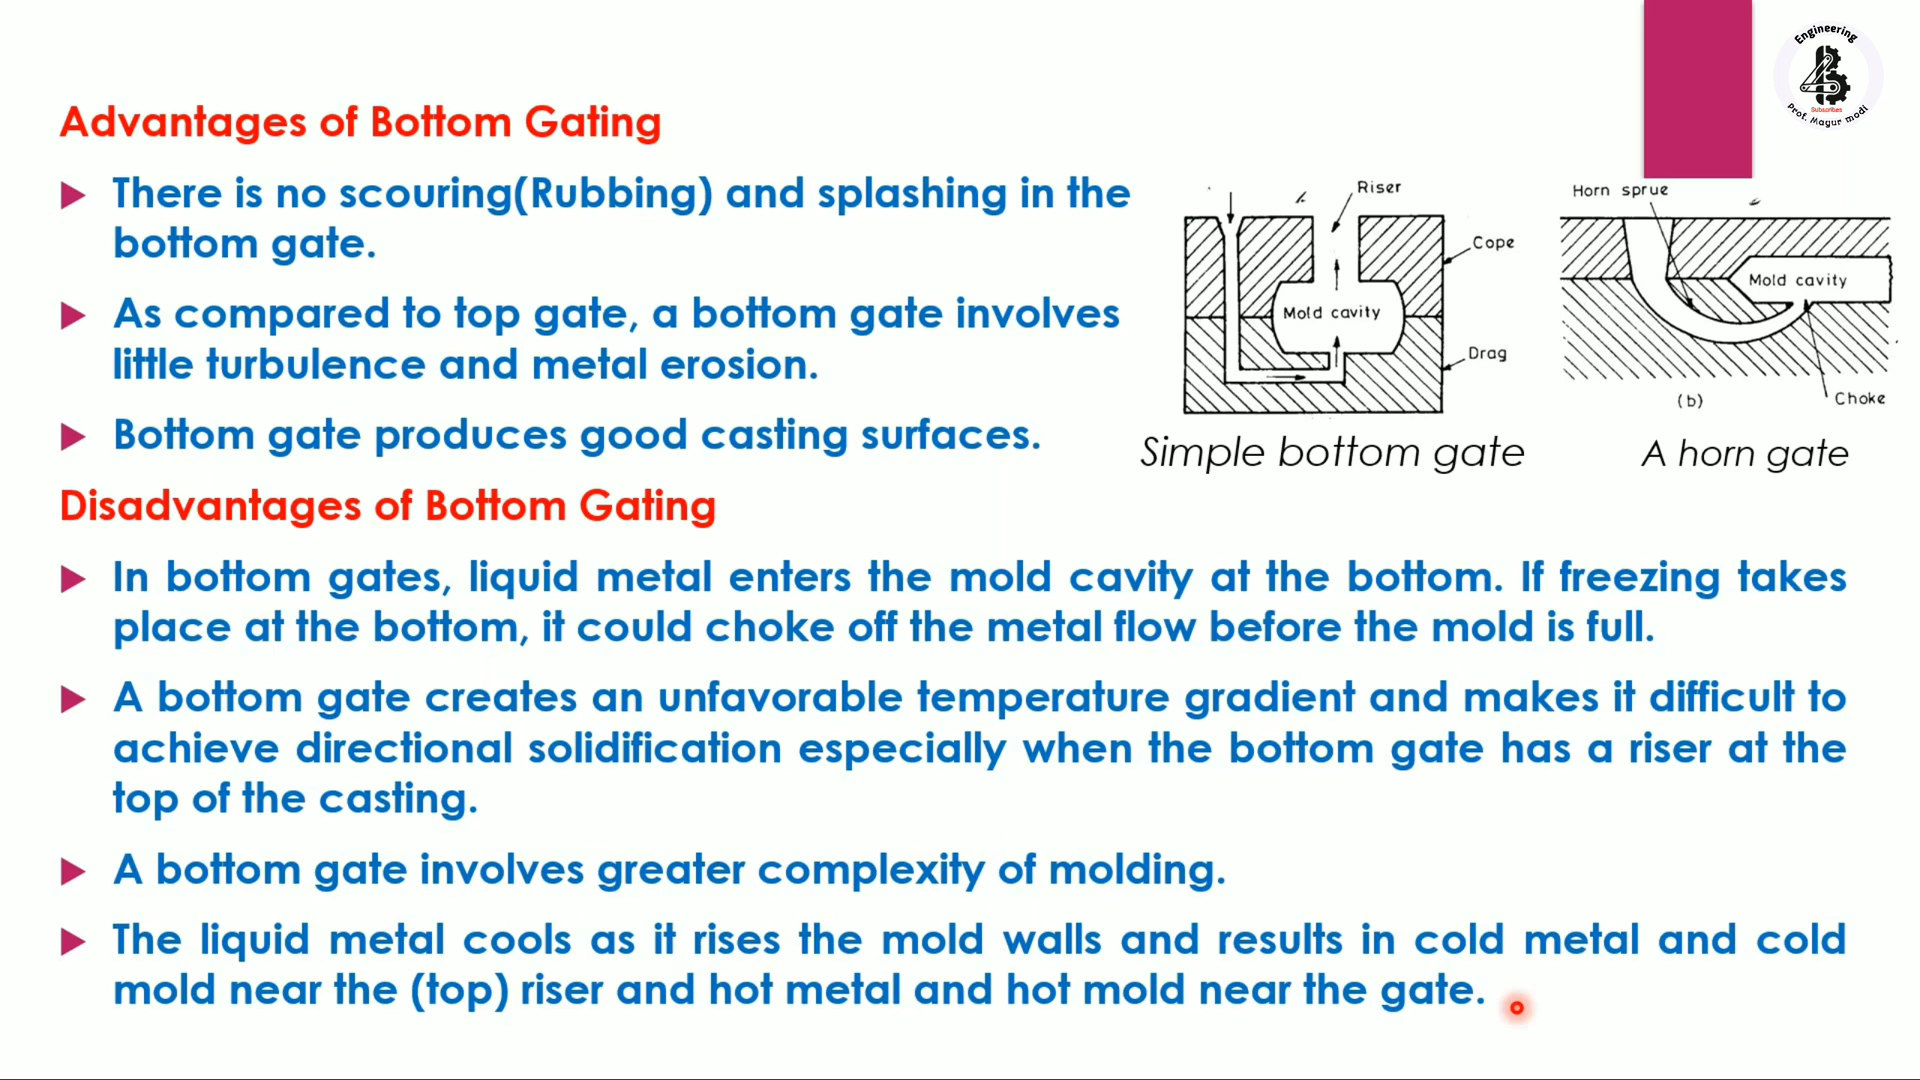 Engineering
Subscribes
Prof. Mayur modi
Advantages of Bottom Gating
There is no scouring(Rubbing) and splashing in the
bottom gate.
As compared to top gate, a bottom gate involves
little turbulence and metal erosion.
Bottom gate produces good casting surfaces.
Riser
Cope
Mold cavity
Drag
Simple bottom gate
Horn sprue
Mold cavity
(b)
Choke
A horn gate
Disadvantages of Bottom Gating
In bottom gates, liquid metal enters the mold cavity at the bottom. If freezing takes
place at the bottom, it could choke off the metal flow before the mold is full.
A bottom gate creates an unfavorable temperature gradient and makes it difficult to
achieve directional solidification especially when the bottom gate has a riser at the
top of the casting.
A bottom gate involves greater complexity of molding.
The liquid metal cools as it rises the mold walls and results in cold metal and cold
mold near the (top) riser and hot metal and hot mold near the gate.